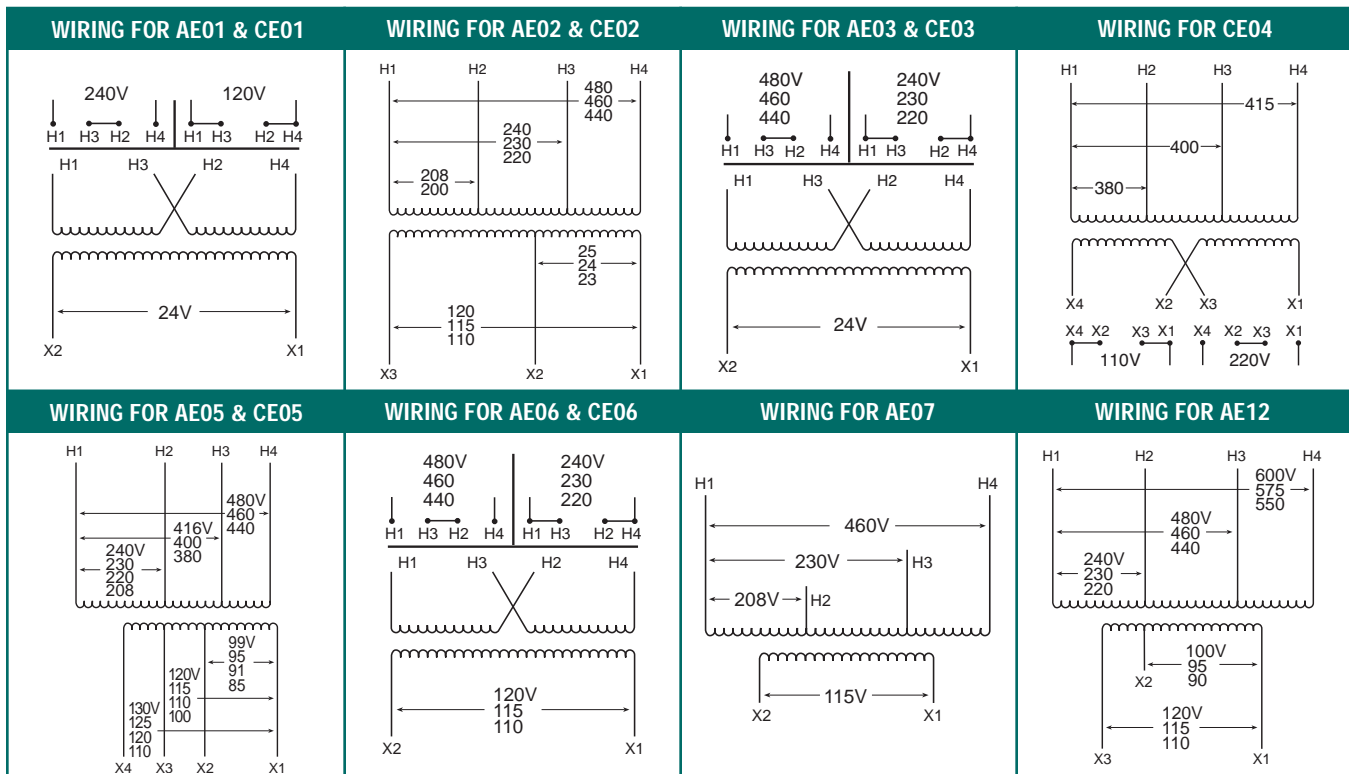 WIRING FOR AE01 & CE01
240V 120V
H1 H3 H2 H4 H1 H3 H2 H4
H1 H3 H2 H4
24V
X2 X1
WIRING FOR AE02 & CE02
H1 H2 H3 H4
480
460
440
240
230
220
208
200
25
24
23
120
115
110
X3 X2 X1
WIRING FOR AE03 & CE03
480V 240V
460 230
440 220
H1 H3 H2 H4 H1 H3 H2 H4
H1 H3 H2 H4
24V
X2 X1
WIRING FOR CE04
H1 H2 H3 H4
415
400
380
X4 X2 X3 X1
X4 X2 X3 X1 X4 X2 X3 X1
110V 220V
WIRING FOR AE05 & CE05
H1 H2 H3 H4
480V
460
440
416V
400
380
240V
230
220
208
99V
95
91
85
120V
115
110
100
130V
125
120
110
X4 X3 X2 X1
WIRING FOR AE06 & CE06
480V 240V
460 230
440 220
H1 H3 H2 H4 H1 H3 H2 H4
H1 H3 H2 H4
120V
115
110
X2 X1
WIRING FOR AE07
H1 H4
460V
230V H3
208V H2
115V
X2 X1
WIRING FOR AE12
H1 H2 H3 H4
600V
575
550
480V
460
440
240V
230
220
100V
95
90
X2
120V
115
110
X3 X1